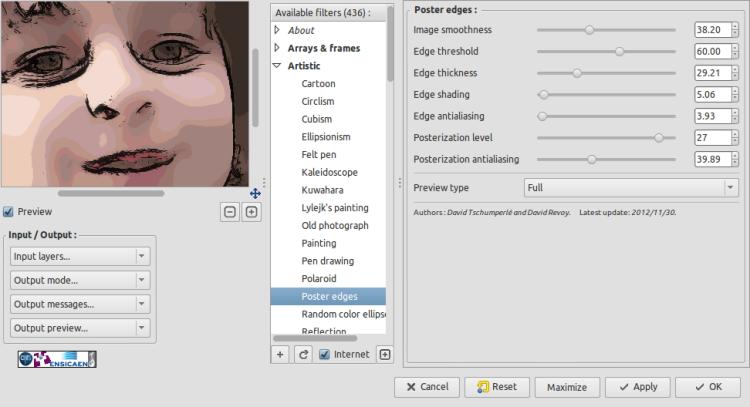 Preview
Input / Output :
Input layers...
Output mode...
Output messages...
Output preview...
ENSICAEN
Available filters (436) :
About
Arrays & frames
Artistic
Cartoon
Circlism
Cubism
Ellipsionism
Felt pen
Kaleidoscope
Kuwahara
Lylejk's painting
Old photograph
Painting
Pen drawing
Polaroid
Poster edges
Random color ellipse
Reflection
Internet
Poster edges :
Image smoothness 38.20
Edge threshold 60.00
Edge thickness 29.21
Edge shading 5.06
Edge antialiasing 3.93
Posterization level 27
Posterization antialiasing 39.89
Preview type Full
Authors : David Tschumperlé and David Revoy. Latest update: 2012/11/30.
Cancel Reset Maximize Apply OK